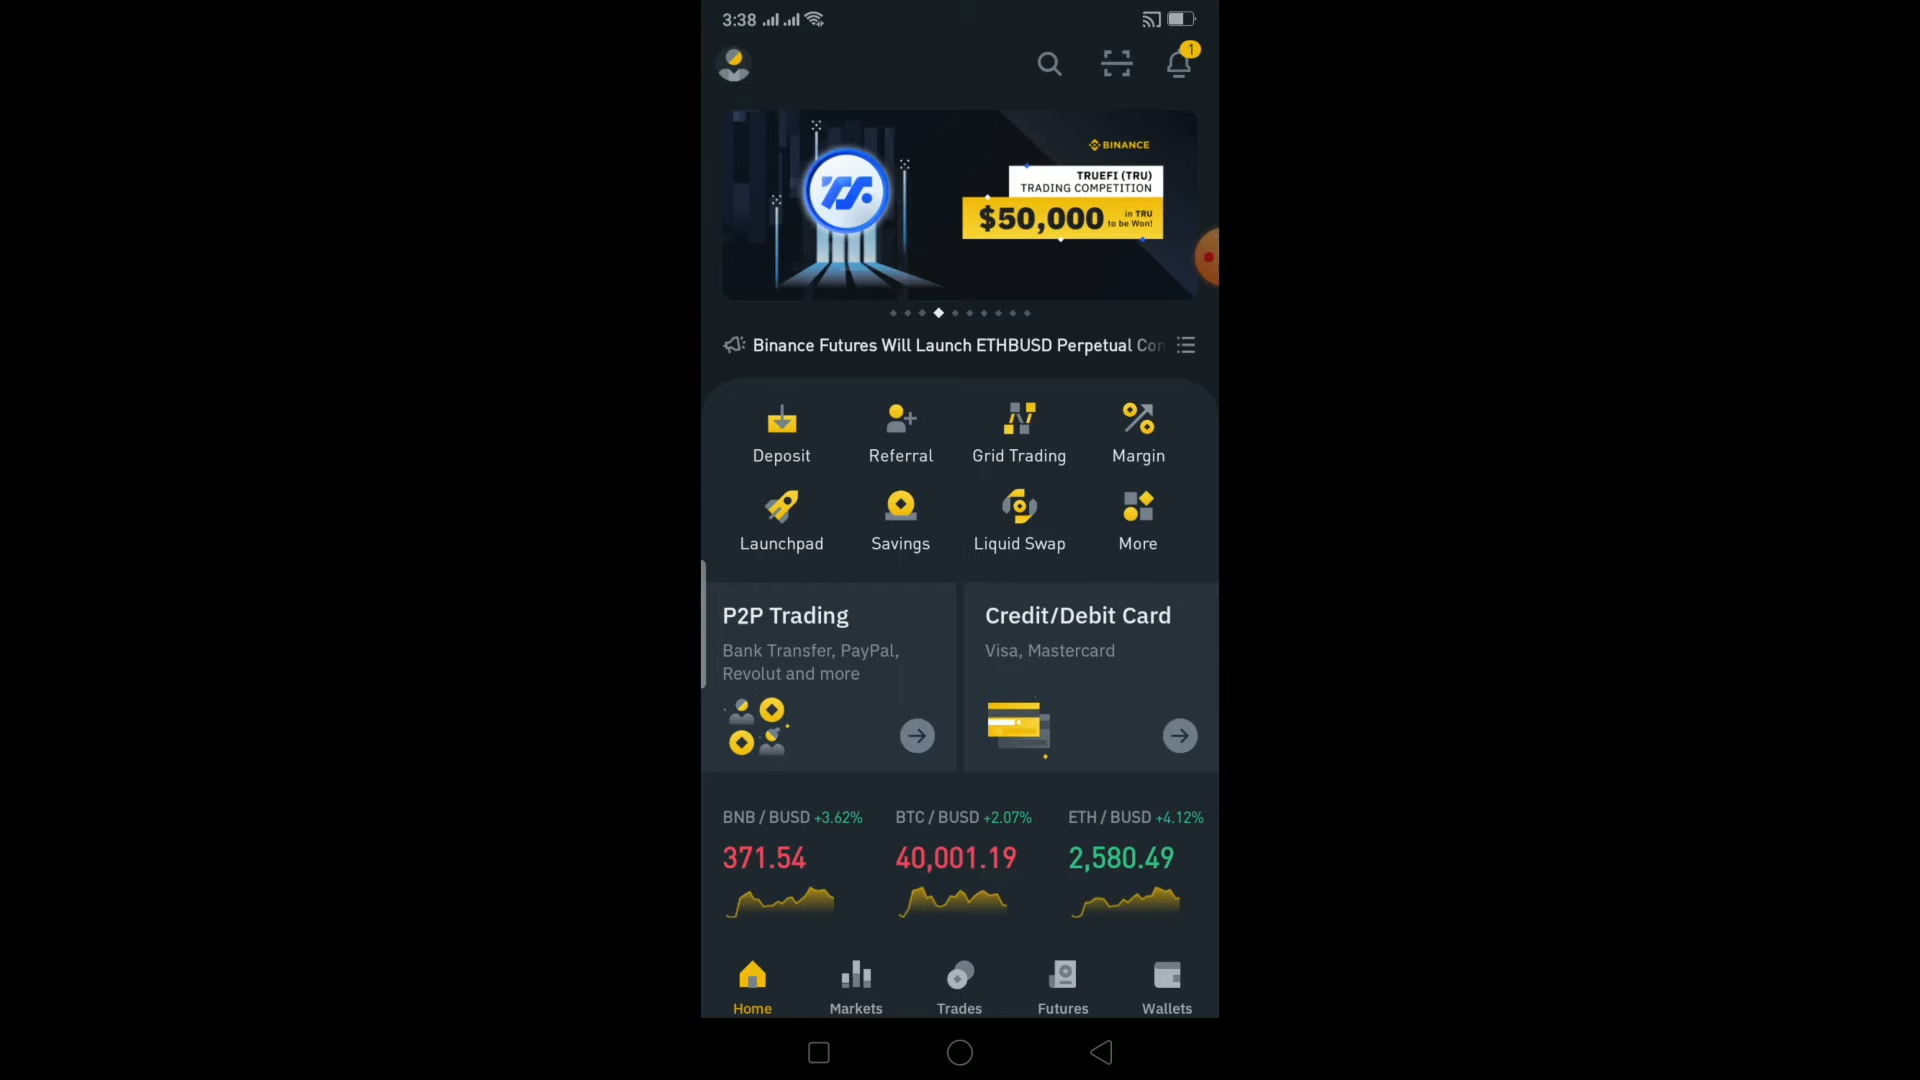 3:38
1
BINANCE
TRUEFI (TRU)
TRADING COMPETITION
$50,000 in TRU to be Won!
Binance Futures Will Launch ETHBUSD Perpetual Con
Deposit Referral Grid Trading Margin
Launchpad Savings Liquid Swap More
P2P Trading Credit/Debit Card
Bank Transfer, PayPal, Visa, Mastercard
Revolut and more
BNB / BUSD +3.62% BTC / BUSD +2.07% ETH / BUSD +4.12%
371.54 40,001.19 2,580.49
Home Markets Trades Futures Wallets